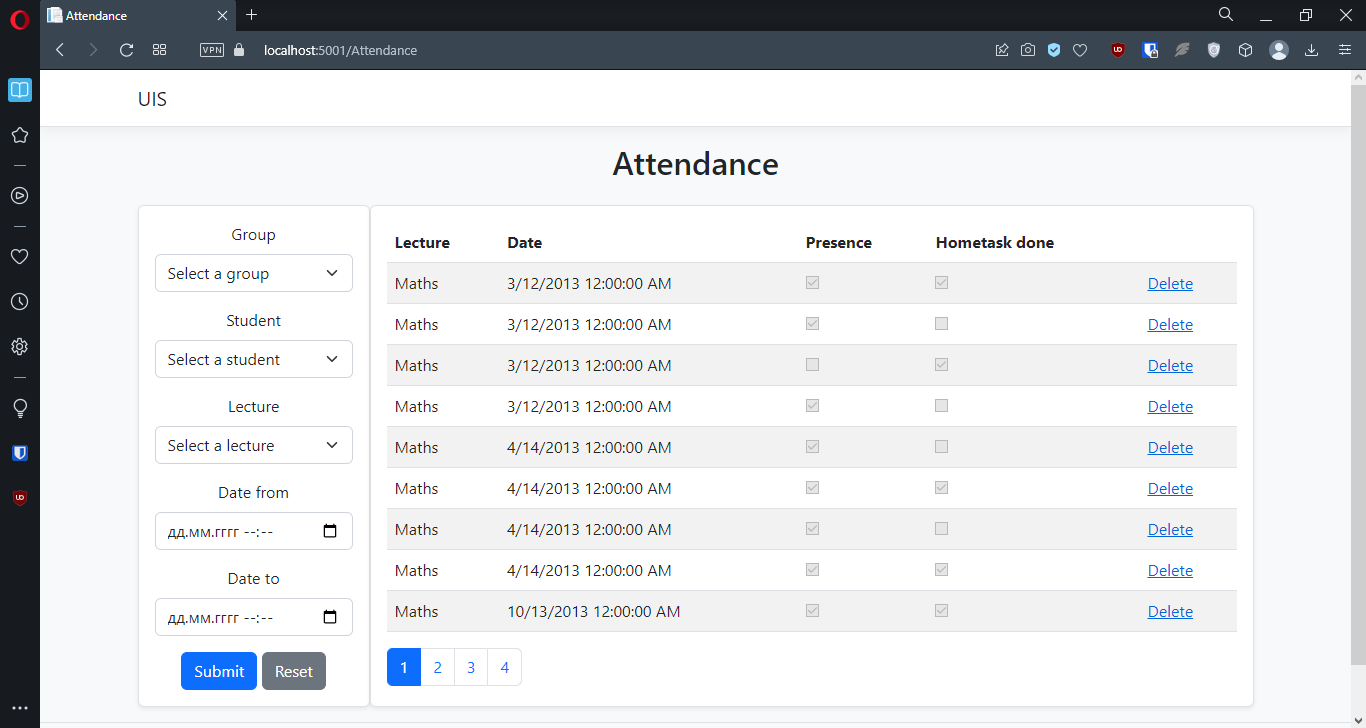 Attendance
VPN
localhost:5001/Attendance
UIS
Attendance
Group
Select a group
Student
Select a student
Lecture
Select a lecture
Date from
дд.мм.гггг --:--
Date to
дд.мм.гггг --:--
Submit Reset
Lecture Date Presence Hometask done
Maths 3/12/2013 12:00:00 AM Delete
Maths 3/12/2013 12:00:00 AM Delete
Maths 3/12/2013 12:00:00 AM Delete
Maths 3/12/2013 12:00:00 AM Delete
Maths 4/14/2013 12:00:00 AM Delete
Maths 4/14/2013 12:00:00 AM Delete
Maths 4/14/2013 12:00:00 AM Delete
Maths 4/14/2013 12:00:00 AM Delete
Maths 10/13/2013 12:00:00 AM Delete
1 2 3 4